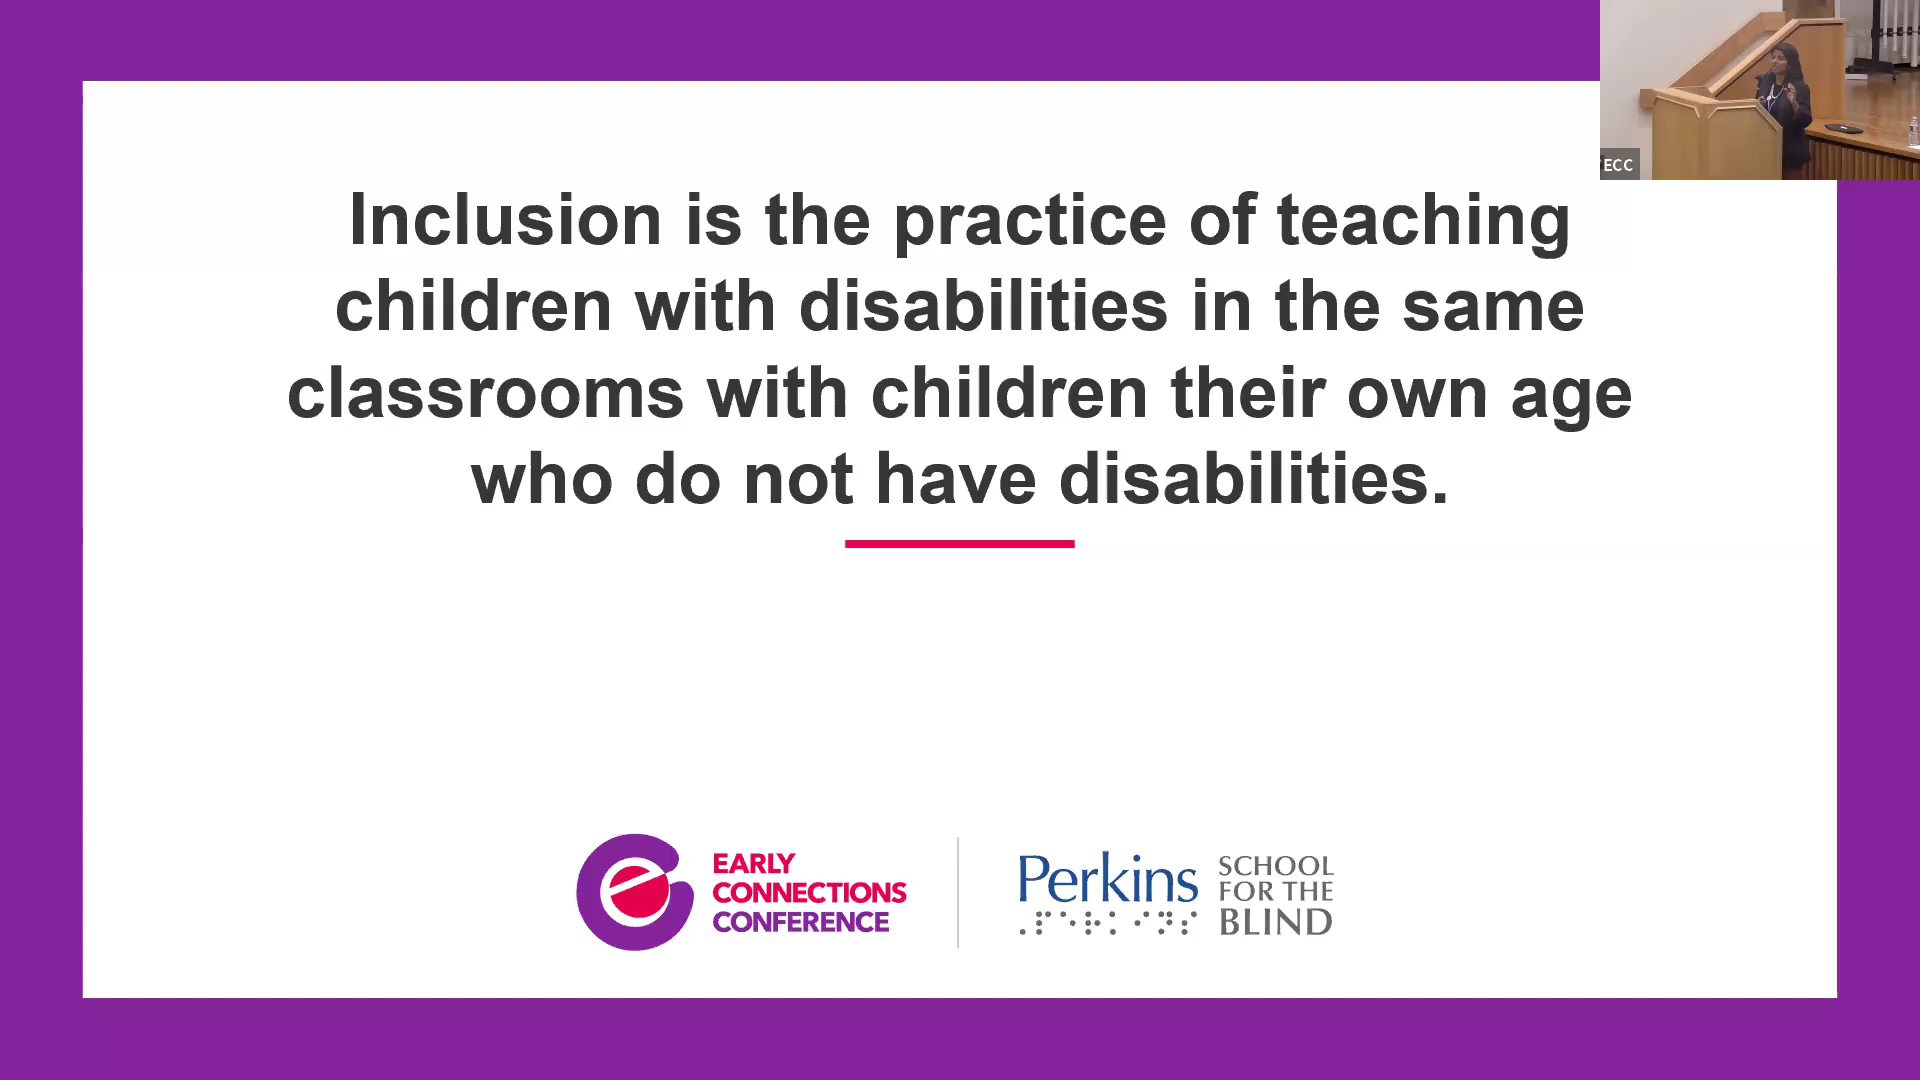 Inclusion is the practice of teaching
children with disabilities in the same
classrooms with children their own age
who do not have disabilities.
ECC
EARLY
CONNECTIONS
CONFERENCE
Perkins
⠠⠏⠑⠗⠅⠊⠝⠎
SCHOOL
FOR THE
BLIND